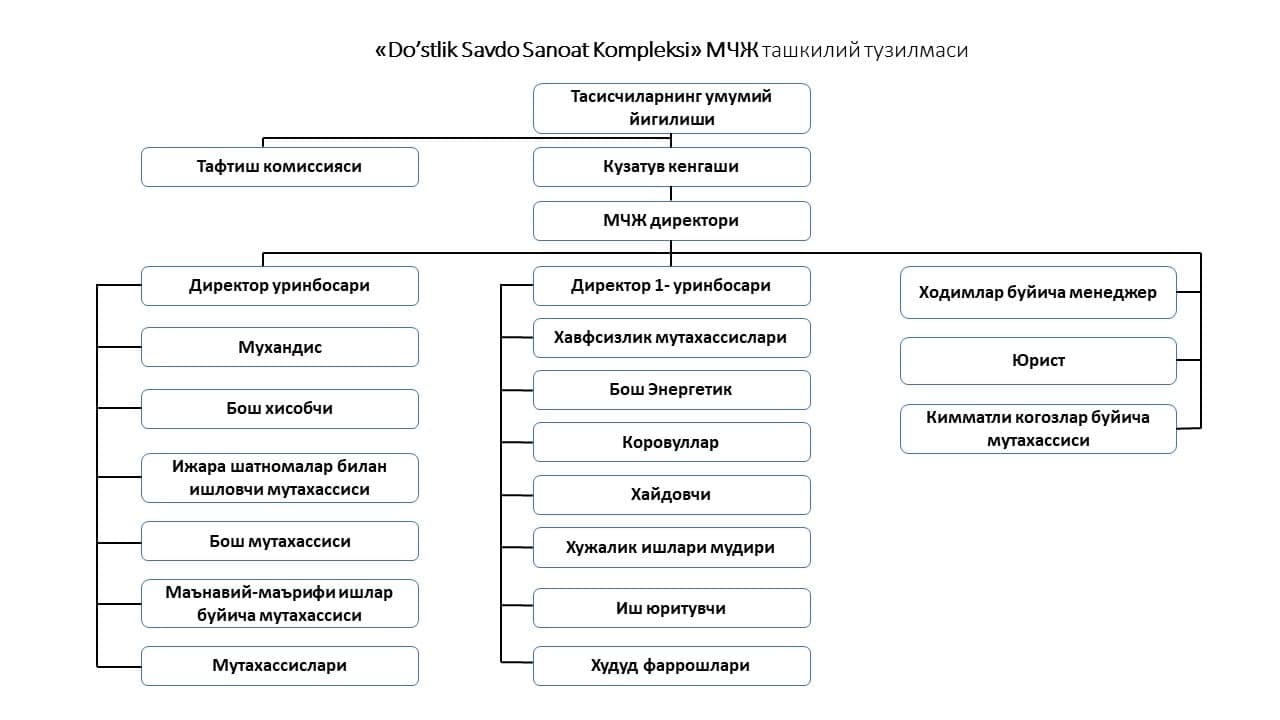 «Do’stlik Savdo Sanoat Kompleksi» МЧЖ ташкилий тузилмаси
Тасисчиларнинг умумий
йигилиши
Тафтиш комиссияси
Кузатув кенгаши
МЧЖ директори
Директор уринбосари
Мухандис
Бош хисобчи
Ижара шатномалар билан
ишловчи мутахассиси
Бош мутахассиси
Маънавий-маърифи ишлар
буйича мутахассиси
Мутахассислари
Директор 1- уринбосари
Хавфсизлик мутахассислари
Бош Энергетик
Коровуллар
Хайдовчи
Хужалик ишлари мудири
Иш юритувчи
Худуд фаррошлари
Ходимлар буйича менеджер
Юрист
Кимматли когозлар буйича
мутахассиси